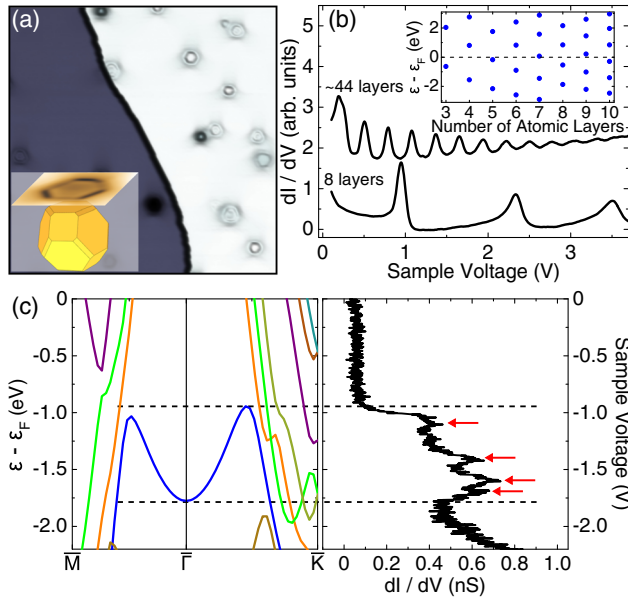 (a)
(b)
dI / dV (arb. units)
5
4
3
2
1
0
~44 layers
8 layers
0 1 2 3
Sample Voltage (V)
ε - ε_F (eV)
2
0
-2
3 4 5 6 7 8 9 10
Number of Atomic Layers
(c)
ε - ε_F (eV)
0
-0.5
-1.0
-1.5
-2.0
M̅ Γ̅ K̅
0 0.2 0.4 0.6 0.8 1.0
dI / dV (nS)
0
-0.5
-1.0
-1.5
-2.0
Sample Voltage (V)